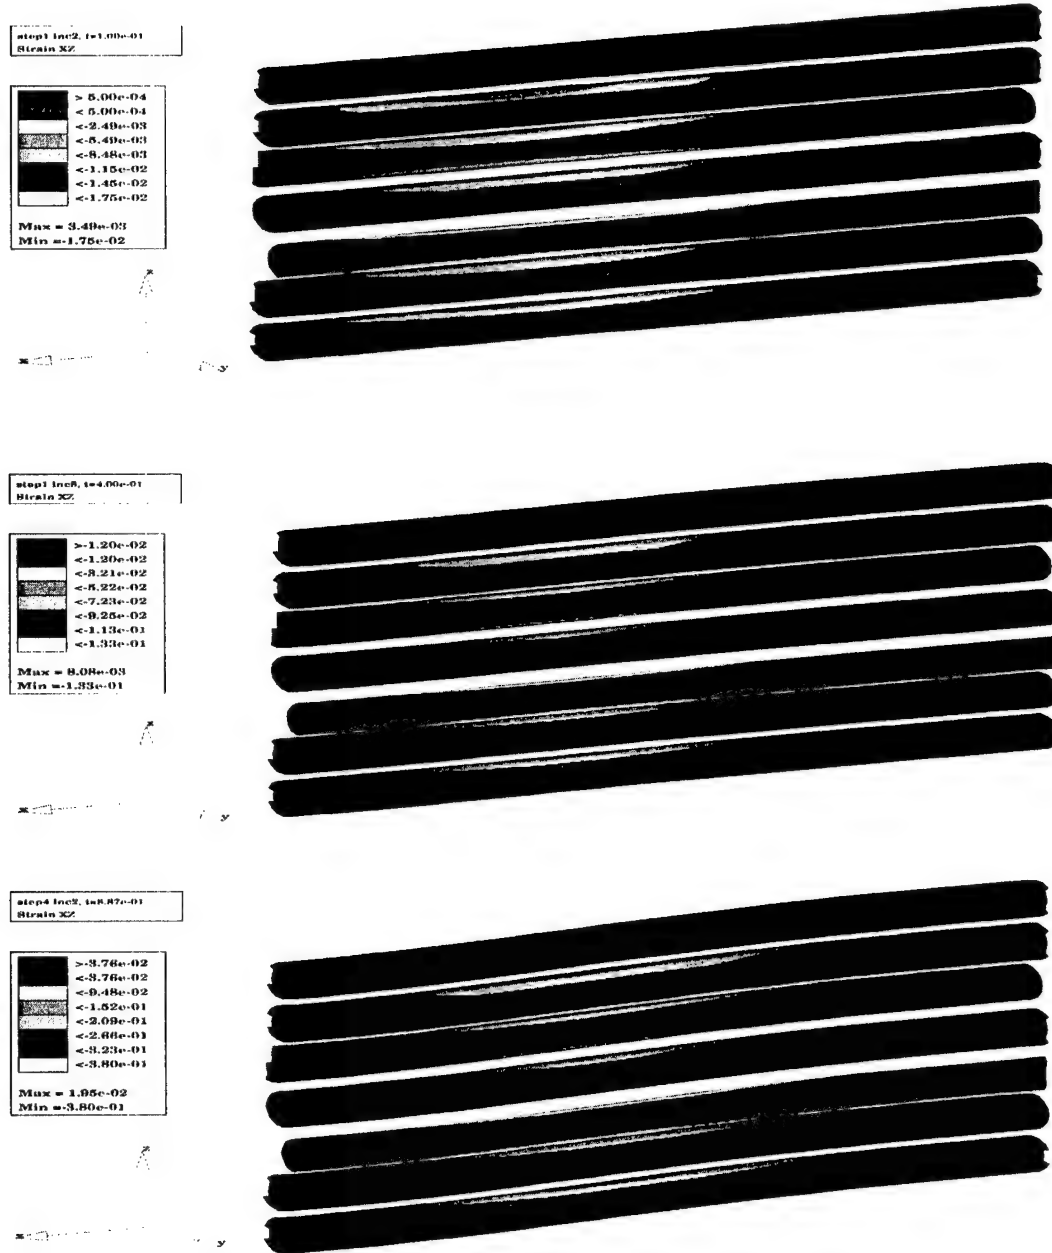 step1 inc2, t=1.00e-01
Strain XZ
> 5.00e-04
< 5.00e-04
<-2.49e-03
<-5.49e-03
<-8.48e-03
<-1.15e-02
<-1.45e-02
<-1.75e-02
Max = 3.49e-03
Min =-1.75e-02
x
y
step1 inc8, t=4.00e-01
Strain XZ
>-1.20e-02
<-1.20e-02
<-3.21e-02
<-5.22e-02
<-7.23e-02
<-9.25e-02
<-1.13e-01
<-1.33e-01
Max = 8.08e-03
Min =-1.33e-01
x
y
step4 inc2, t=8.87e-01
Strain XZ
>-3.76e-02
<-3.76e-02
<-9.48e-02
<-1.52e-01
<-2.09e-01
<-2.66e-01
<-3.23e-01
<-3.80e-01
Max = 1.95e-02
Min =-3.80e-01
x
y